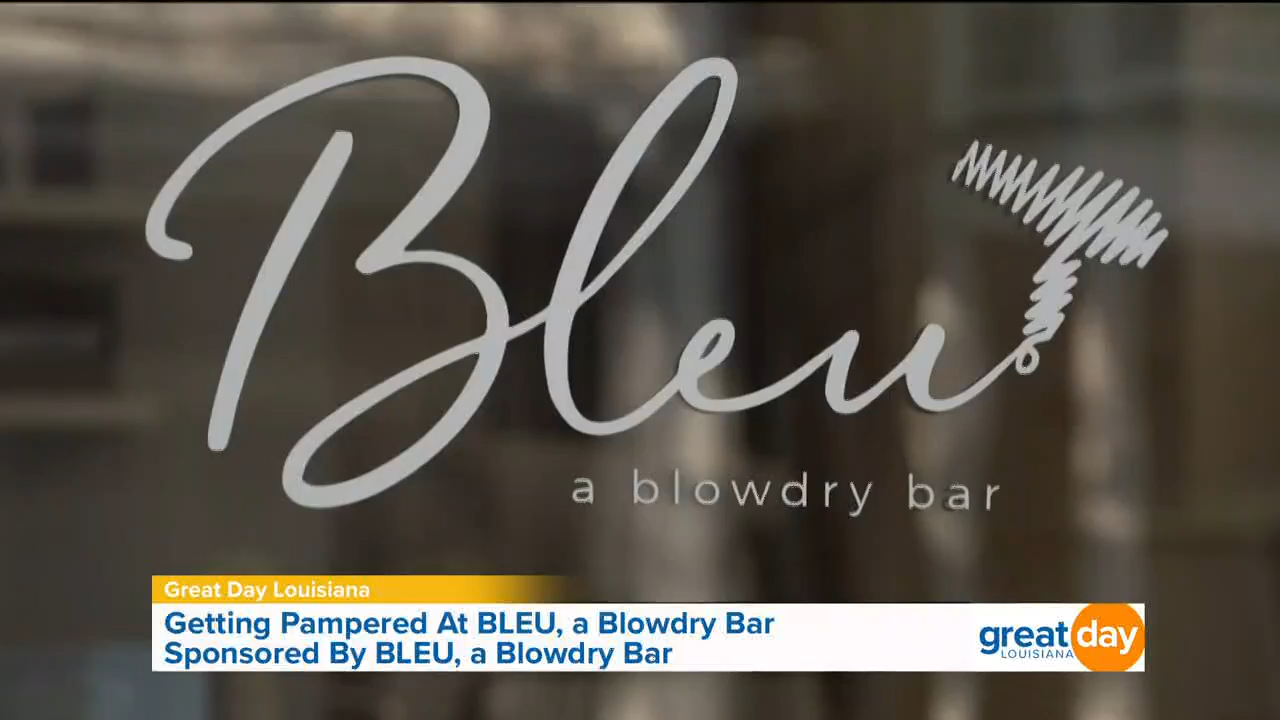 Bleu
a blowdry bar
Great Day Louisiana
Getting Pampered At BLEU, a Blowdry Bar
Sponsored By BLEU, a Blowdry Bar
great day
LOUISIANA